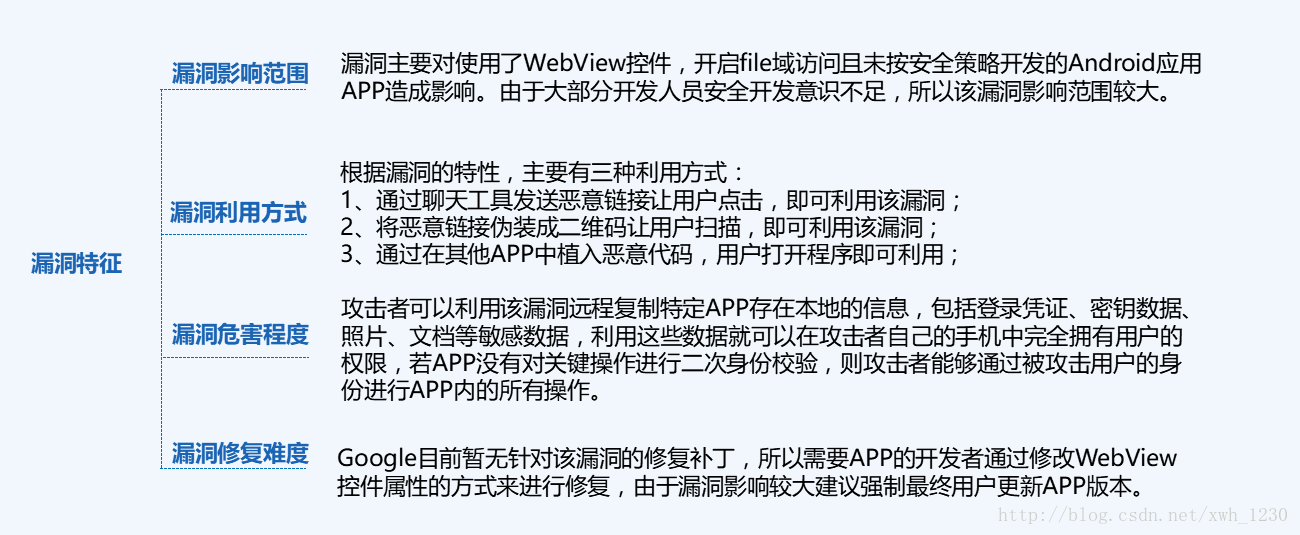 漏洞特征
漏洞影响范围
漏洞主要对使用了WebView控件，开启file域访问且未按安全策略开发的Android应用
APP造成影响。由于大部分开发人员安全开发意识不足，所以该漏洞影响范围较大。
漏洞利用方式
根据漏洞的特性，主要有三种利用方式：
1、通过聊天工具发送恶意链接让用户点击，即可利用该漏洞；
2、将恶意链接伪装成二维码让用户扫描，即可利用该漏洞；
3、通过在其他APP中植入恶意代码，用户打开程序即可利用；
漏洞危害程度
攻击者可以利用该漏洞远程复制特定APP存在本地的信息，包括登录凭证、密钥数据、
照片、文档等敏感数据，利用这些数据就可以在攻击者自己的手机中完全拥有用户的
权限，若APP没有对关键操作进行二次身份校验，则攻击者能够通过被攻击用户的身
份进行APP内的所有操作。
漏洞修复难度
Google目前暂无针对该漏洞的修复补丁，所以需要APP的开发者通过修改WebView
控件属性的方式来进行修复，由于漏洞影响较大建议强制最终用户更新APP版本。
http://blog.csdn.net/xwh_1230